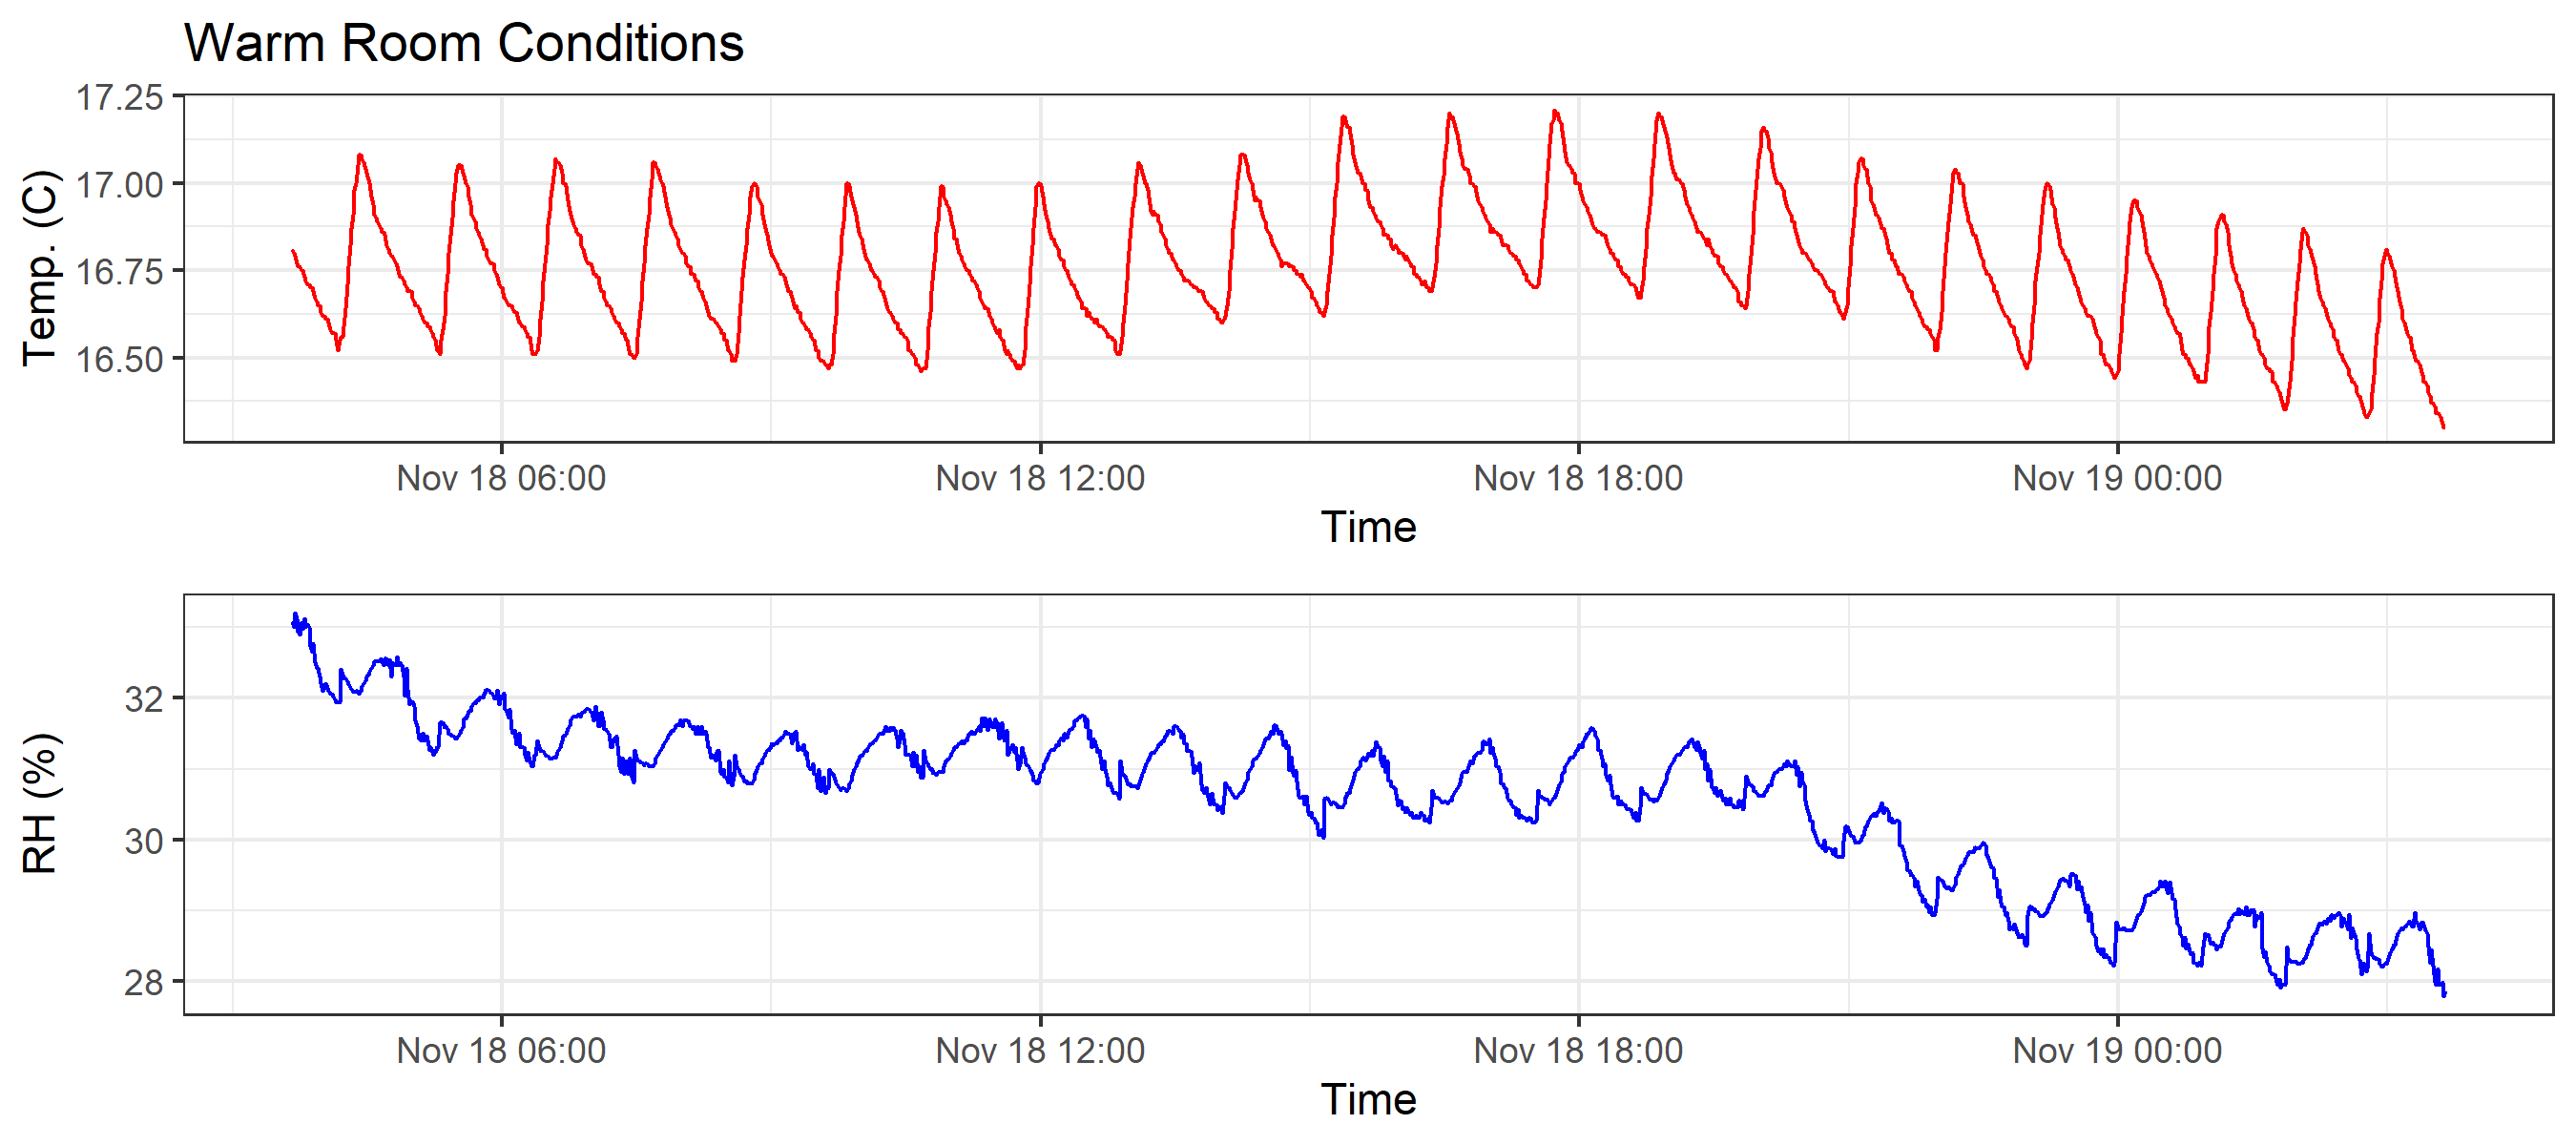 Warm Room Conditions
Temp. (C)
17.25
17.00
16.75
16.50
Nov 18 06:00 Nov 18 12:00 Nov 18 18:00 Nov 19 00:00
Time
RH (%)
32
30
28
Nov 18 06:00 Nov 18 12:00 Nov 18 18:00 Nov 19 00:00
Time